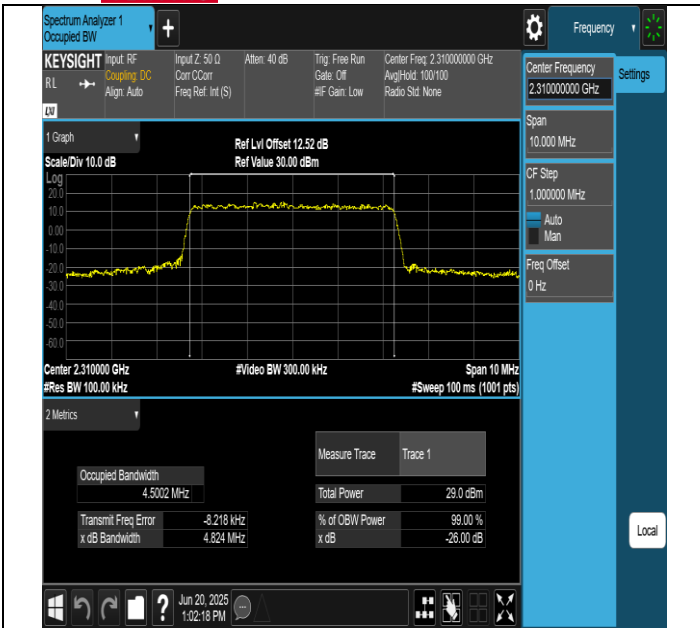 Spectrum Analyzer 1
Occupied BW
+
Frequency
KEYSIGHT
RL
LXI
Input: RF
Coupling: DC
Align: Auto
Input Z: 50 Ω
Corr CCorr
Freq Ref: Int (S)
Atten: 40 dB
Trig: Free Run
Gate: Off
#IF Gain: Low
Center Freq: 2.310000000 GHz
Avg|Hold: 100/100
Radio Std: None
Center Frequency
2.310000000 GHz
Settings
Span
10.000 MHz
CF Step
1.000000 MHz
Auto
Man
Freq Offset
0 Hz
Local
1 Graph
Scale/Div 10.0 dB
Ref Lvl Offset 12.52 dB
Ref Value 30.00 dBm
Log
20.0
10.0
0.00
-10.0
-20.0
-30.0
-40.0
-50.0
-60.0
Center 2.310000 GHz
#Video BW 300.00 kHz
Span 10 MHz
#Res BW 100.00 kHz
#Sweep 100 ms (1001 pts)
2 Metrics
Measure Trace Trace 1
Occupied Bandwidth
4.5002 MHz
Total Power 29.0 dBm
Transmit Freq Error -8.218 kHz
% of OBW Power 99.00 %
x dB Bandwidth 4.824 MHz
x dB -26.00 dB
?
Jun 20, 2025
1:02:18 PM